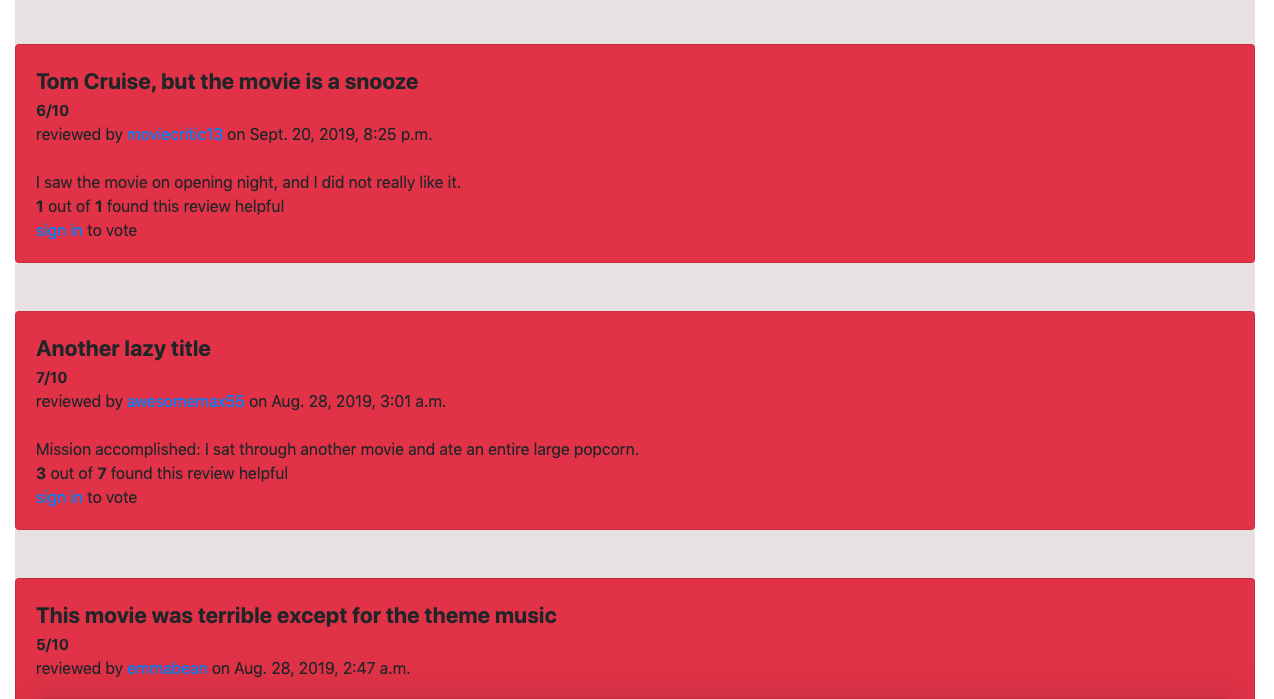 Tom Cruise, but the movie is a snooze
6/10
reviewed by moviecritic13 on Sept. 20, 2019, 8:25 p.m.
I saw the movie on opening night, and I did not really like it.
1 out of 1 found this review helpful
sign in to vote
Another lazy title
7/10
reviewed by awesomemax55 on Aug. 28, 2019, 3:01 a.m.
Mission accomplished: I sat through another movie and ate an entire large popcorn.
3 out of 7 found this review helpful
sign in to vote
This movie was terrible except for the theme music
5/10
reviewed by emmabean on Aug. 28, 2019, 2:47 a.m.